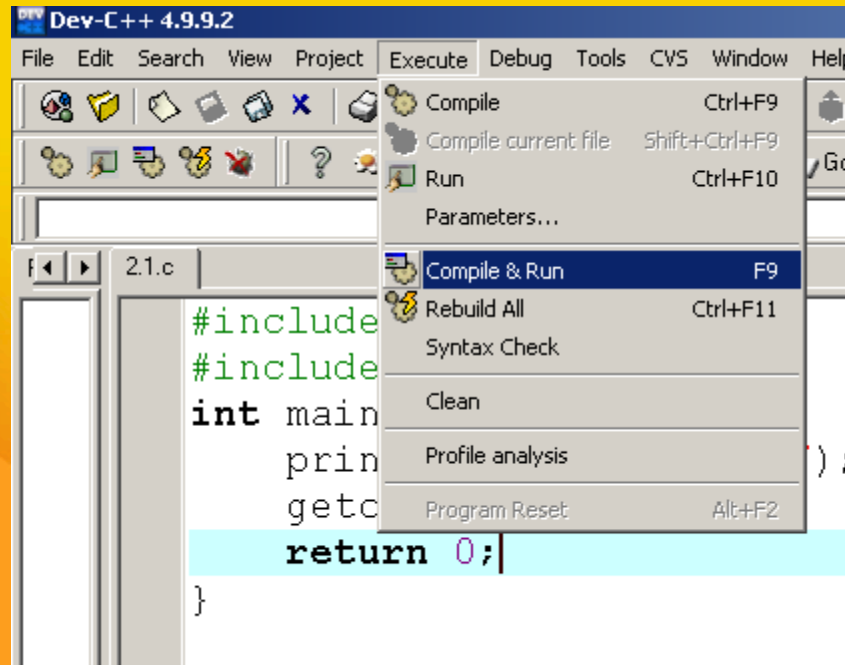 DEV Dev-C++ 4.9.9.2
File Edit Search View Project Execute Debug Tools CVS Window Help
Compile Ctrl+F9
Compile current file Shift+Ctrl+F9
Run Ctrl+F10
Parameters...
Compile & Run F9
Rebuild All Ctrl+F11
Syntax Check
Clean
Profile analysis
Program Reset Alt+F2
2.1.c
#include
#include
int main
prin );
getc
return 0;
}